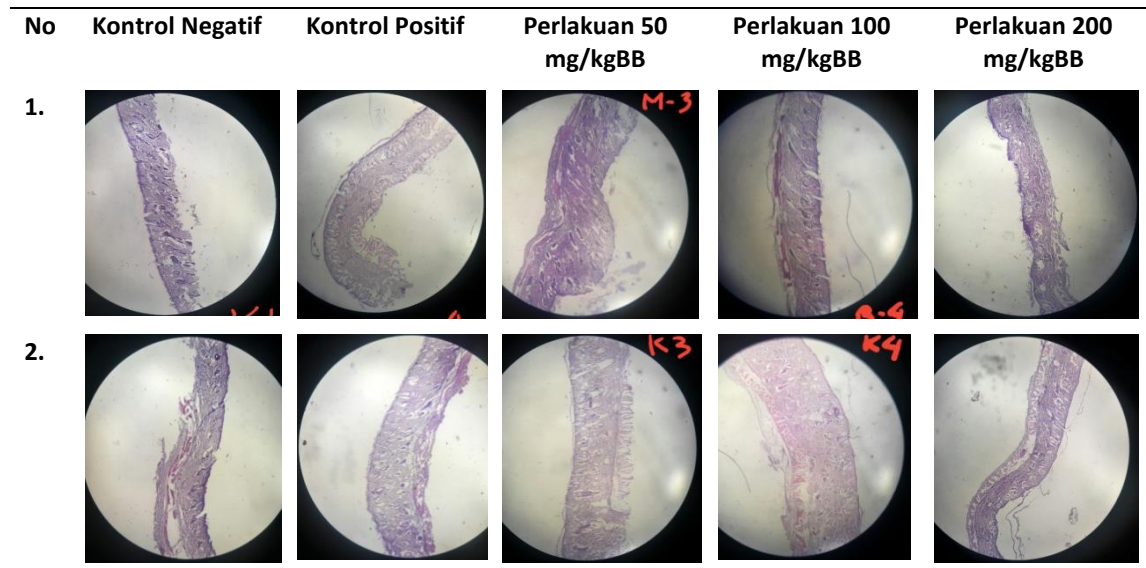 No Kontrol Negatif Kontrol Positif Perlakuan 50 mg/kgBB Perlakuan 100 mg/kgBB Perlakuan 200 mg/kgBB
1.
M-3
2.
K3
K4